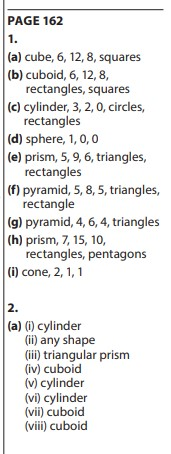 PAGE 162
1.
(a) cube, 6, 12, 8, squares
(b) cuboid, 6, 12, 8,
rectangles, squares
(c) cylinder, 3, 2, 0, circles,
rectangles
(d) sphere, 1, 0, 0
(e) prism, 5, 9, 6, triangles,
rectangles
(f) pyramid, 5, 8, 5, triangles,
rectangle
(g) pyramid, 4, 6, 4, triangles
(h) prism, 7, 15, 10,
rectangles, pentagons
(i) cone, 2, 1, 1
2.
(a) (i) cylinder
(ii) any shape
(iii) triangular prism
(iv) cuboid
(v) cylinder
(vi) cylinder
(vii) cuboid
(viii) cuboid